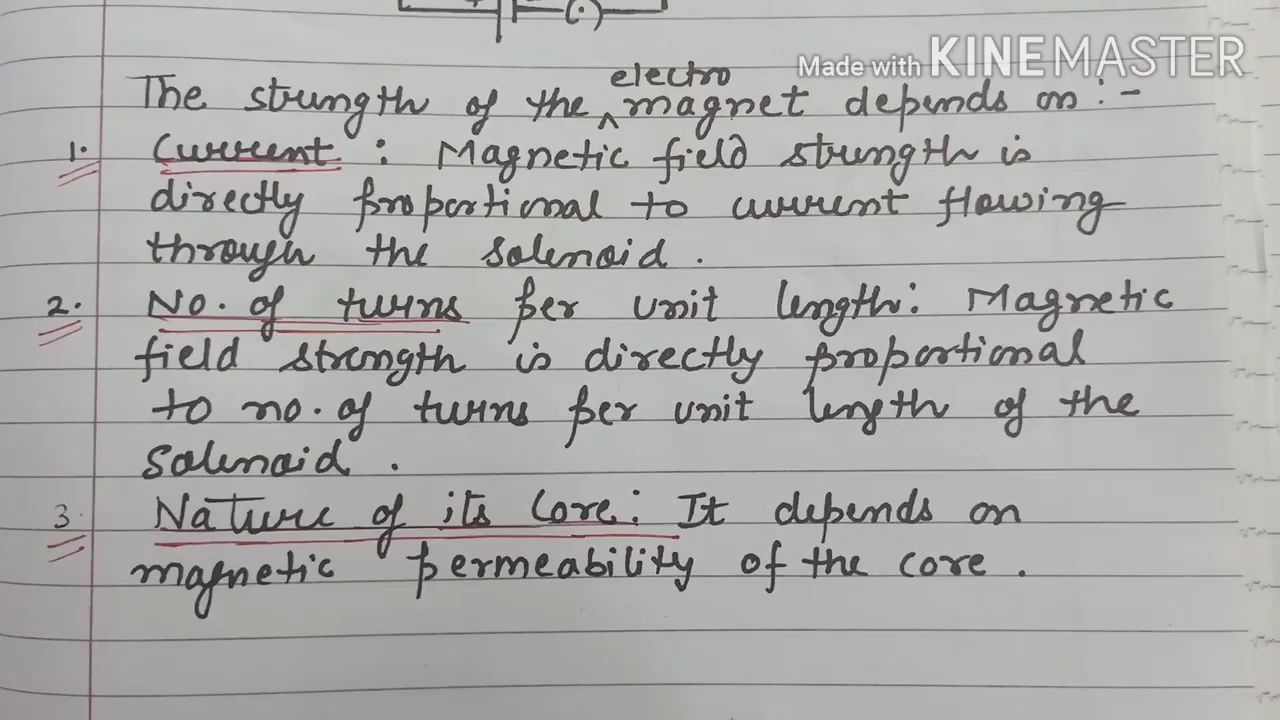 Made with KINEMASTER
The strength of the electro magnet depends on :-
1. Current : Magnetic field strength is
directly proportional to current flowing
through the solenoid .
2. No. of turns per unit length: Magnetic
field strength is directly proportional
to no. of turns per unit length of the
Solenoid .
3. Nature of its Core: It depends on
magnetic permeability of the core .